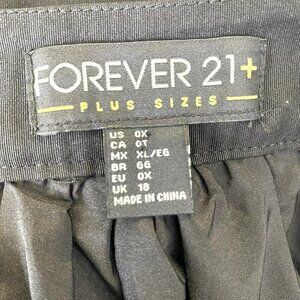 FOREVER 21+
PLUS SIZES
US 0X
CA 0T
MX XL/EG
BR GG
EU 0X
UK 18
MADE IN CHINA